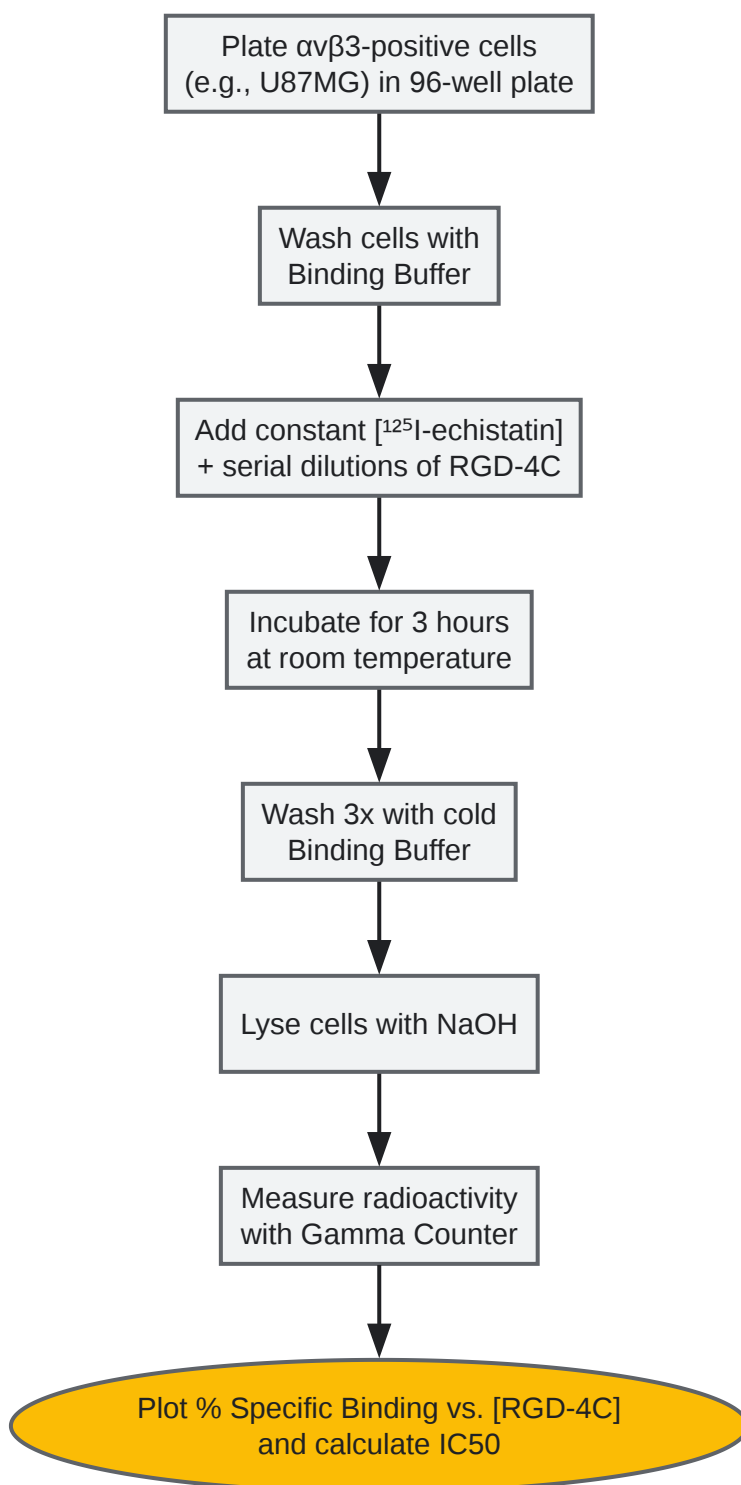 Plate αvβ3-positive cells
(e.g., U87MG) in 96-well plate
Wash cells with
Binding Buffer
Add constant [¹²⁵I-echistatin]
+ serial dilutions of RGD-4C
Incubate for 3 hours
at room temperature
Wash 3x with cold
Binding Buffer
Lyse cells with NaOH
Measure radioactivity
with Gamma Counter
Plot % Specific Binding vs. [RGD-4C]
and calculate IC50